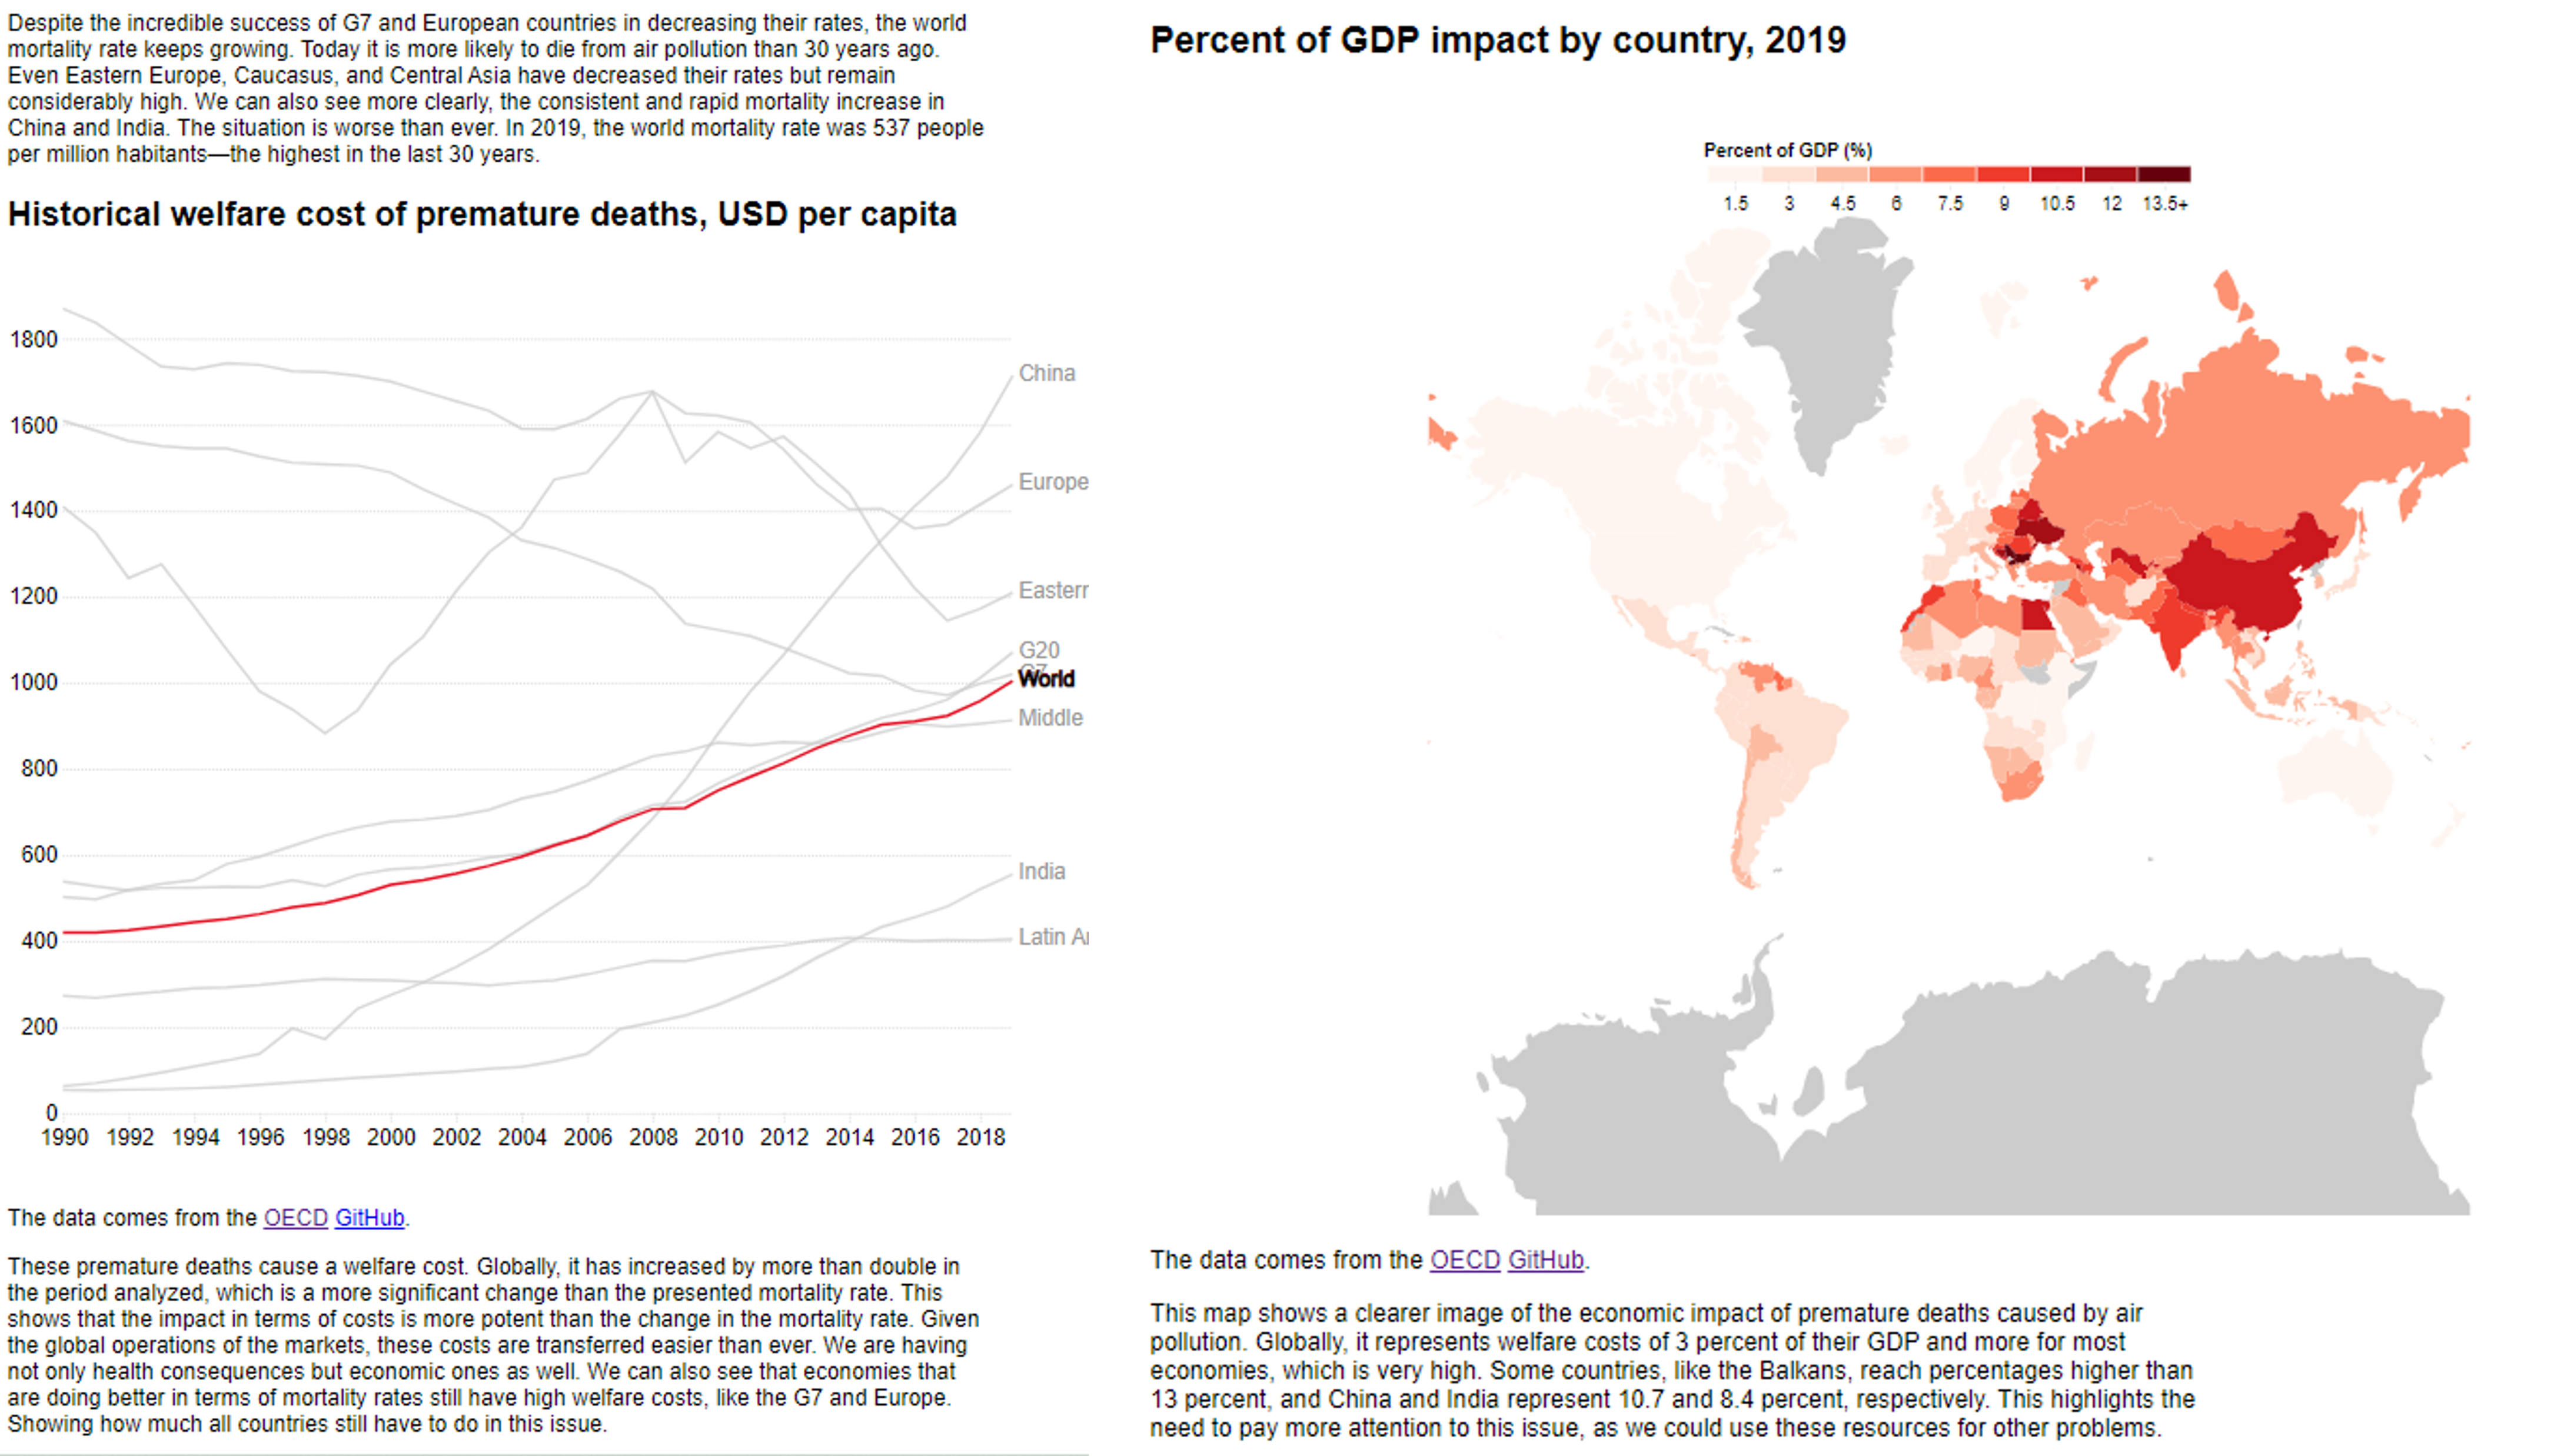 Despite the incredible success of G7 and European countries in decreasing their rates, the world
mortality rate keeps growing. Today it is more likely to die from air pollution than 30 years ago.
Even Eastern Europe, Caucasus, and Central Asia have decreased their rates but remain
considerably high. We can also see more clearly, the consistent and rapid mortality increase in
China and India. The situation is worse than ever. In 2019, the world mortality rate was 537 people
per million habitants—the highest in the last 30 years.
Historical welfare cost of premature deaths, USD per capita
1800
1600
1400
1200
1000
800
600
400
200
0
China
Europe
Eastern
G20
G7
World
Middle
India
Latin A
1990 1992 1994 1996 1998 2000 2002 2004 2006 2008 2010 2012 2014 2016 2018
The data comes from the OECD GitHub.
These premature deaths cause a welfare cost. Globally, it has increased by more than double in
the period analyzed, which is a more significant change than the presented mortality rate. This
shows that the impact in terms of costs is more potent than the change in the mortality rate. Given
the global operations of the markets, these costs are transferred easier than ever. We are having
not only health consequences but economic ones as well. We can also see that economies that
are doing better in terms of mortality rates still have high welfare costs, like the G7 and Europe.
Showing how much all countries still have to do in this issue.
Percent of GDP impact by country, 2019
Percent of GDP (%)
1.5 3 4.5 6 7.5 9 10.5 12 13.5+
The data comes from the OECD GitHub.
This map shows a clearer image of the economic impact of premature deaths caused by air
pollution. Globally, it represents welfare costs of 3 percent of their GDP and more for most
economies, which is very high. Some countries, like the Balkans, reach percentages higher than
13 percent, and China and India represent 10.7 and 8.4 percent, respectively. This highlights the
need to pay more attention to this issue, as we could use these resources for other problems.